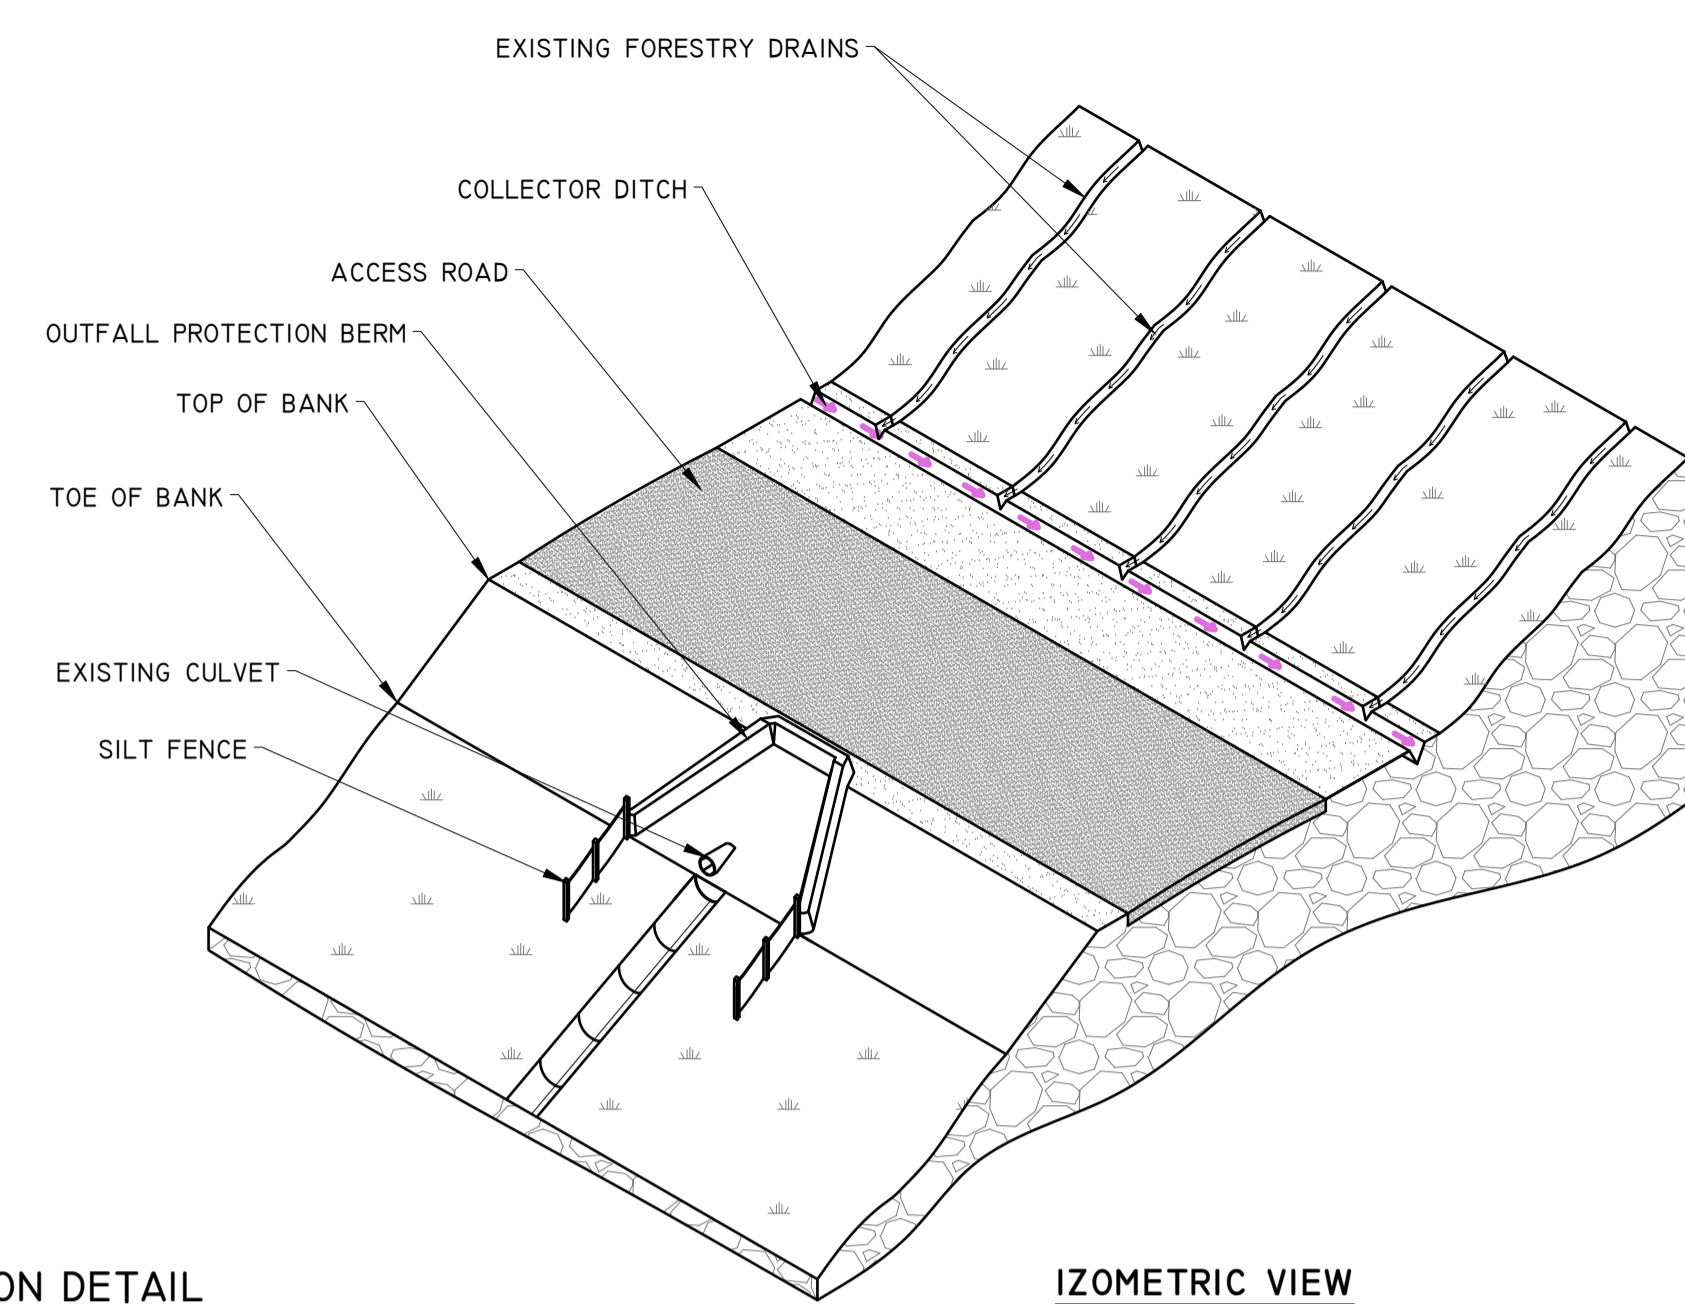 EXISTING FORESTRY DRAINS
COLLECTOR DITCH
ACCESS ROAD
OUTFALL PROTECTION BERM
TOP OF BANK
TOE OF BANK
EXISTING CULVET
SILT FENCE
ON DETAIL
IZOMETRIC VIEW